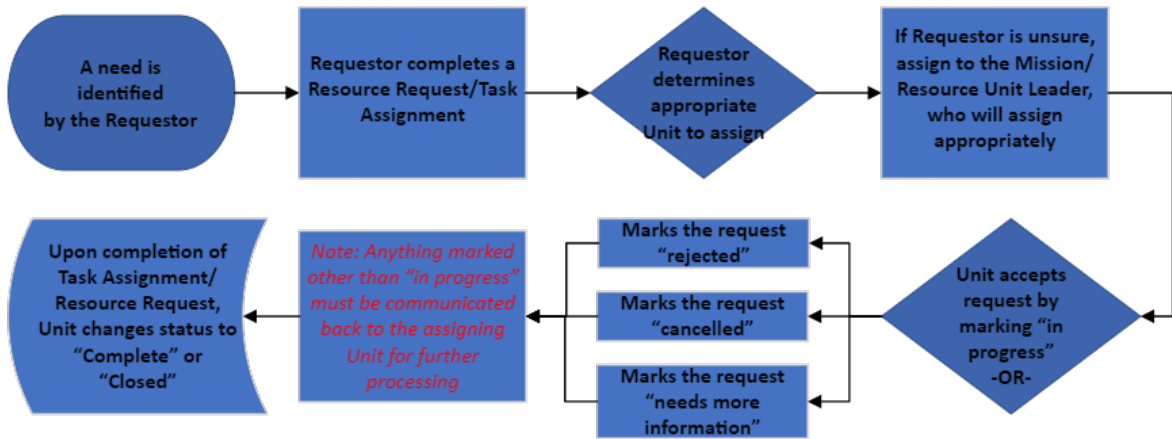 A need is
identified
by the Requestor
Requestor completes a
Resource Request/Task
Assignment
Requestor
determines
appropriate
Unit to assign
If Requestor is unsure,
assign to the Mission/
Resource Unit Leader,
who will assign
appropriately
Unit accepts
request by
marking “in
progress”
-OR-
Marks the request
“rejected”
Marks the request
“cancelled”
Marks the request
“needs more
information”
Note: Anything marked
other than “in progress”
must be communicated
back to the assigning
Unit for further
processing
Upon completion of
Task Assignment/
Resource Request,
Unit changes status to
“Complete” or
“Closed”